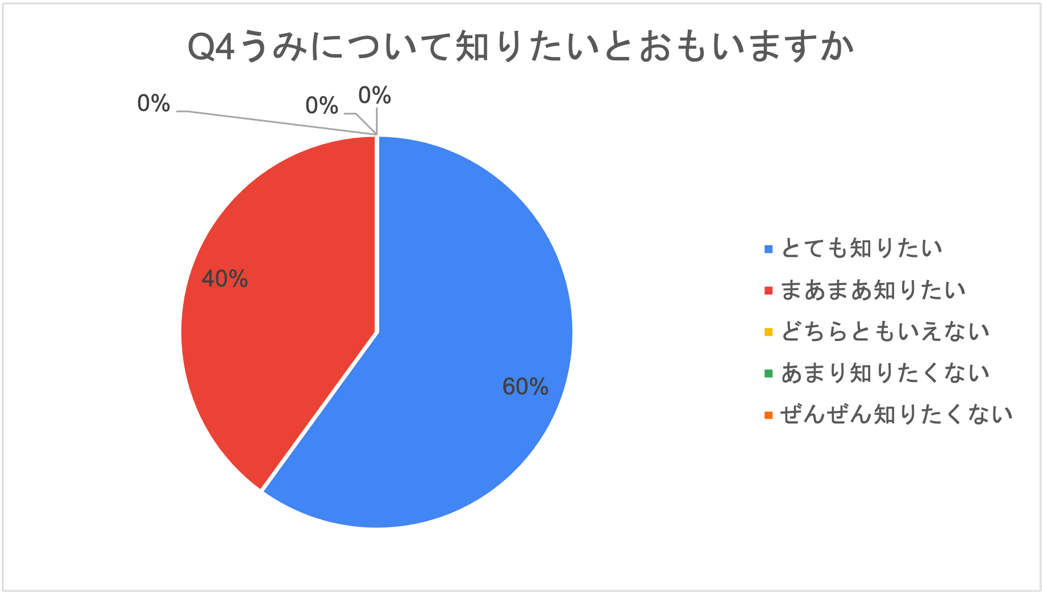 Q4うみについて知りたいとおもいますか
0%
0%
0%
40%
60%
とても知りたい
まあまあ知りたい
どちらともいえない
あまり知りたくない
ぜんぜん知りたくない